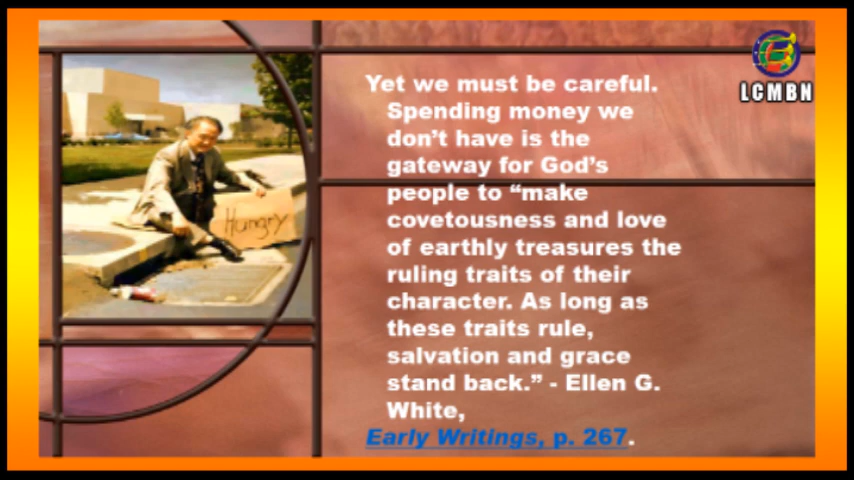 LCMBN
Hungry
Yet we must be careful.
Spending money we
don't have is the
gateway for God's
people to “make
covetousness and love
of earthly treasures the
ruling traits of their
character. As long as
these traits rule,
salvation and grace
stand back.” - Ellen G.
White,
Early Writings, p. 267.